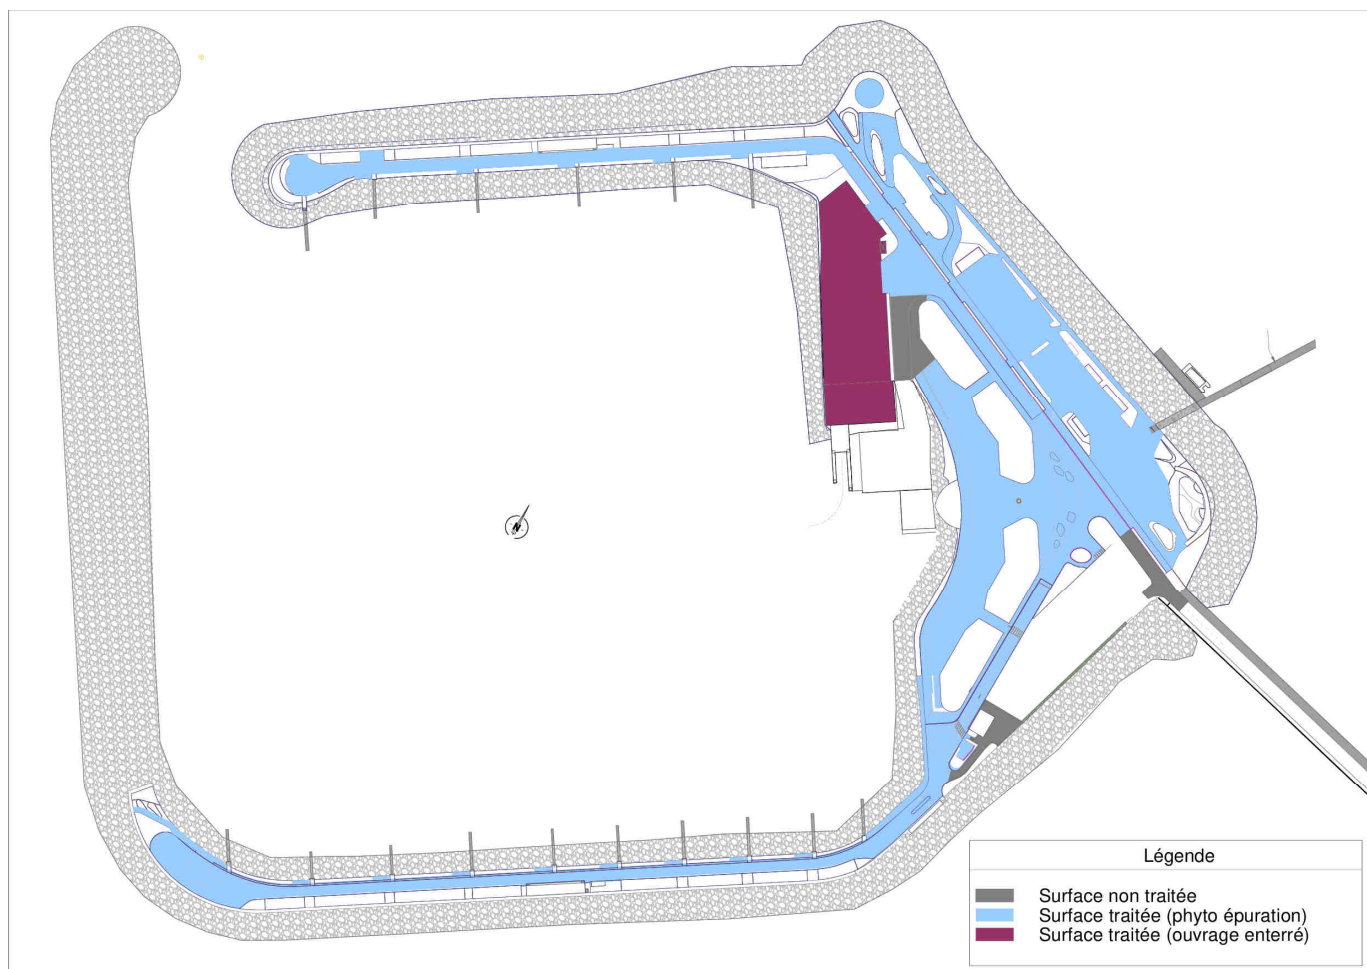 N
Légende
Surface non traitée
Surface traitée (phyto épuration)
Surface traitée (ouvrage enterré)